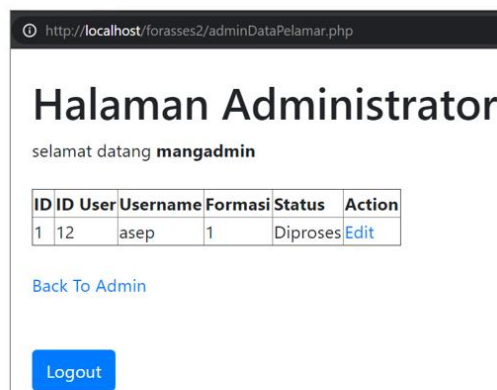 http://localhost/forasses2/adminDataPelamar.php
Halaman Administrator
selamat datang mangadmin
ID ID User Username Formasi Status Action
1 12 asep 1 Diproses Edit
Back To Admin
Logout